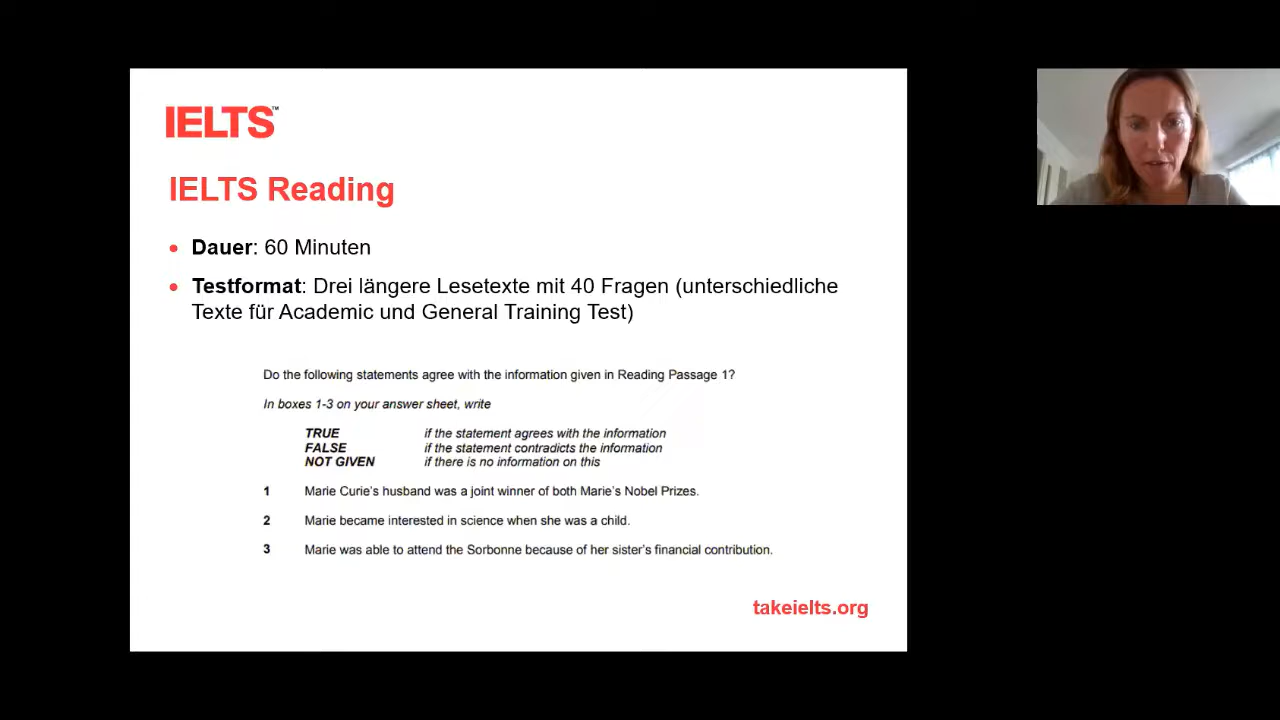 IELTS™
IELTS Reading
• Dauer: 60 Minuten
• Testformat: Drei längere Lesetexte mit 40 Fragen (unterschiedliche
Texte für Academic und General Training Test)
Do the following statements agree with the information given in Reading Passage 1?
In boxes 1-3 on your answer sheet, write
TRUE if the statement agrees with the information
FALSE if the statement contradicts the information
NOT GIVEN if there is no information on this
1 Marie Curie's husband was a joint winner of both Marie's Nobel Prizes.
2 Marie became interested in science when she was a child.
3 Marie was able to attend the Sorbonne because of her sister's financial contribution.
takeielts.org